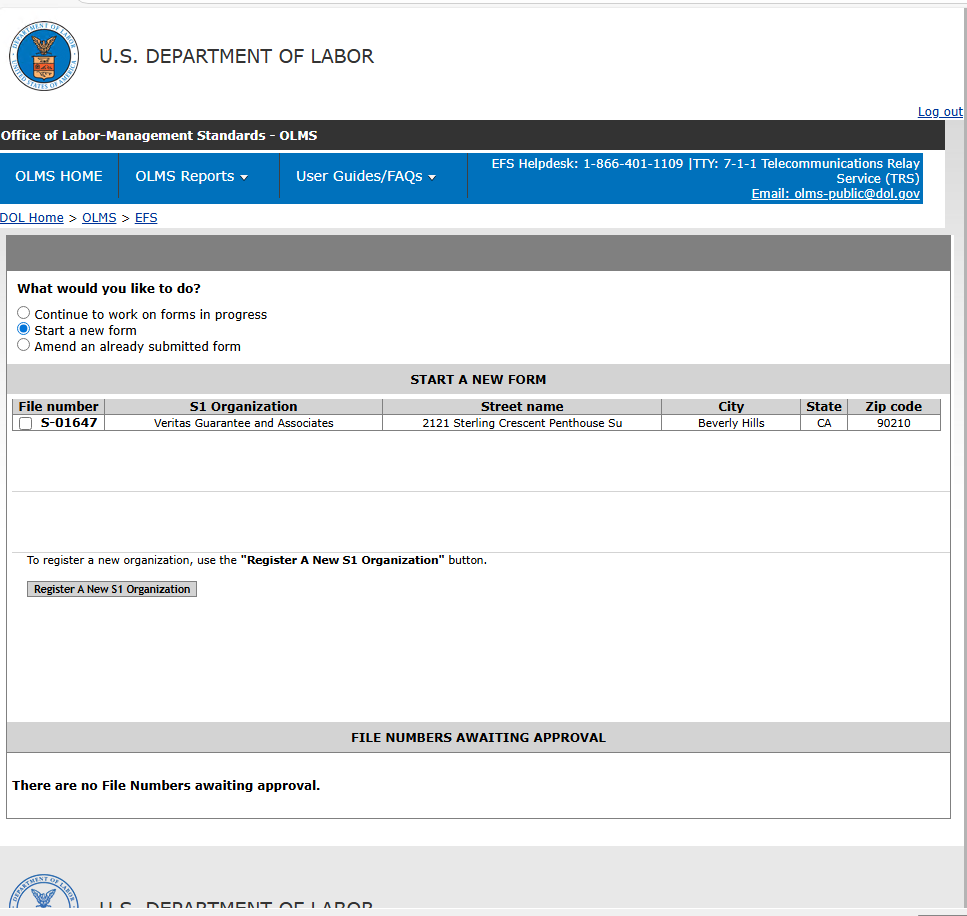 U.S. DEPARTMENT OF LABOR
Log out
Office of Labor-Management Standards - OLMS
OLMS HOME
OLMS Reports
User Guides/FAQs
EFS Helpdesk: 1-866-401-1109 |TTY: 7-1-1 Telecommunications Relay
Service (TRS)
Email: olms-public@dol.gov
DOL Home > OLMS > EFS
What would you like to do?
Continue to work on forms in progress
Start a new form
Amend an already submitted form
START A NEW FORM
File number S1 Organization Street name City State Zip code
S-01647 Veritas Guarantee and Associates 2121 Sterling Crescent Penthouse Su Beverly Hills CA 90210
To register a new organization, use the "Register A New S1 Organization" button.
Register A New S1 Organization
FILE NUMBERS AWAITING APPROVAL
There are no File Numbers awaiting approval.
U.S. DEPARTMENT OF LABOR